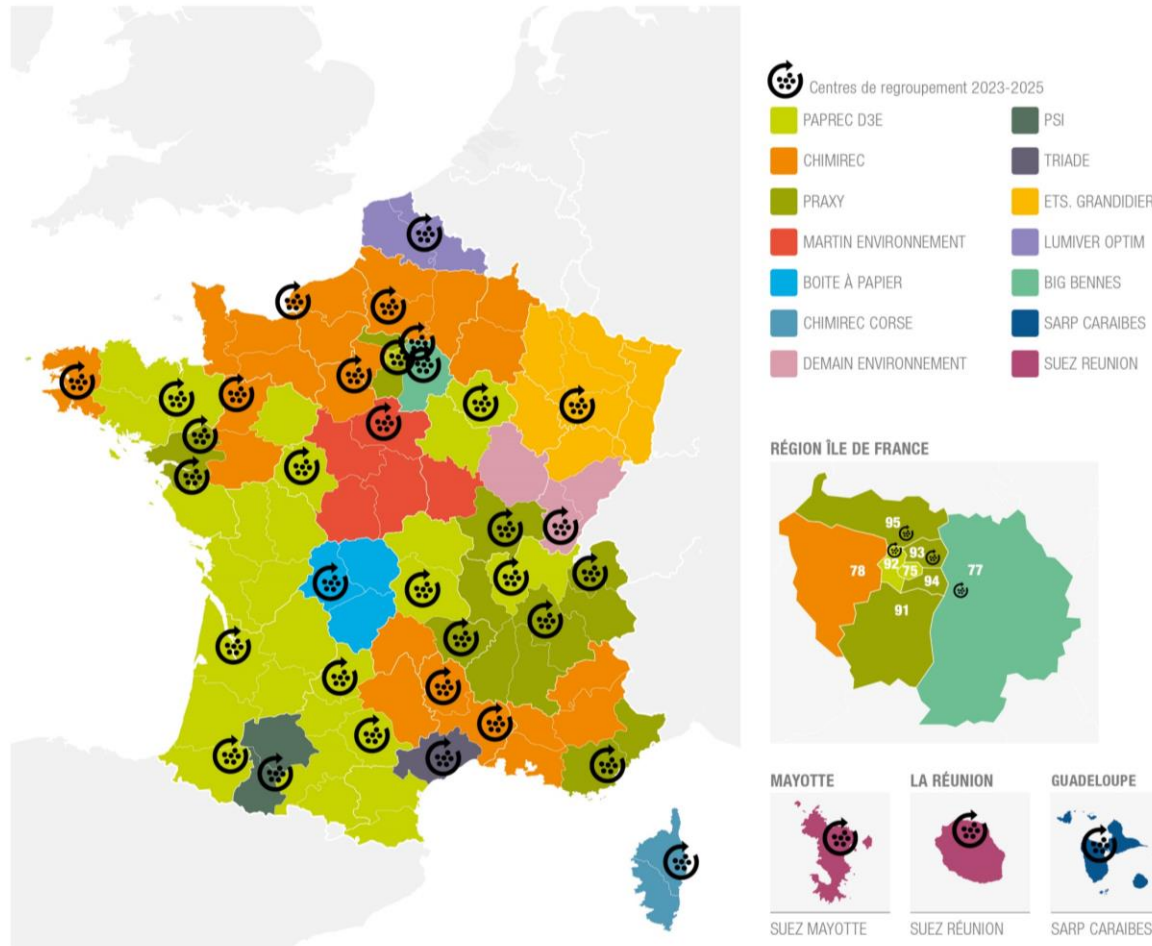 Centres de regroupement 2023-2025
PAPREC D3E
CHIMIREC
PRAXY
MARTIN ENVIRONNEMENT
BOITE À PAPIER
CHIMIREC CORSE
DEMAIN ENVIRONNEMENT
PSI
TRIADE
ETS. GRANDIDIER
LUMIVER OPTIM
BIG BENNES
SARP CARAIBES
SUEZ REUNION
RÉGION ÎLE DE FRANCE
95
93
92
75
78
77
94
91
MAYOTTE
SUEZ MAYOTTE
LA RÉUNION
SUEZ RÉUNION
GUADELOUPE
SARP CARAIBES